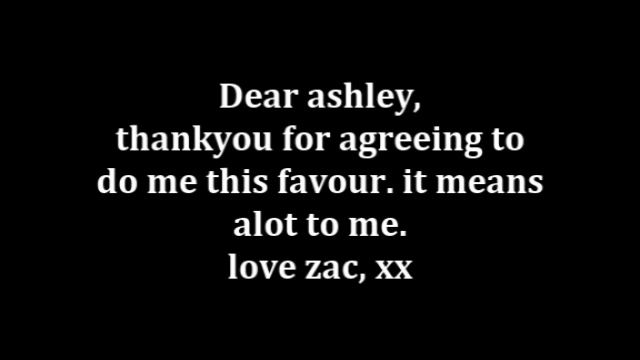 Dear ashley,
thankyou for agreeing to
do me this favour. it means
alot to me.
love zac, xx